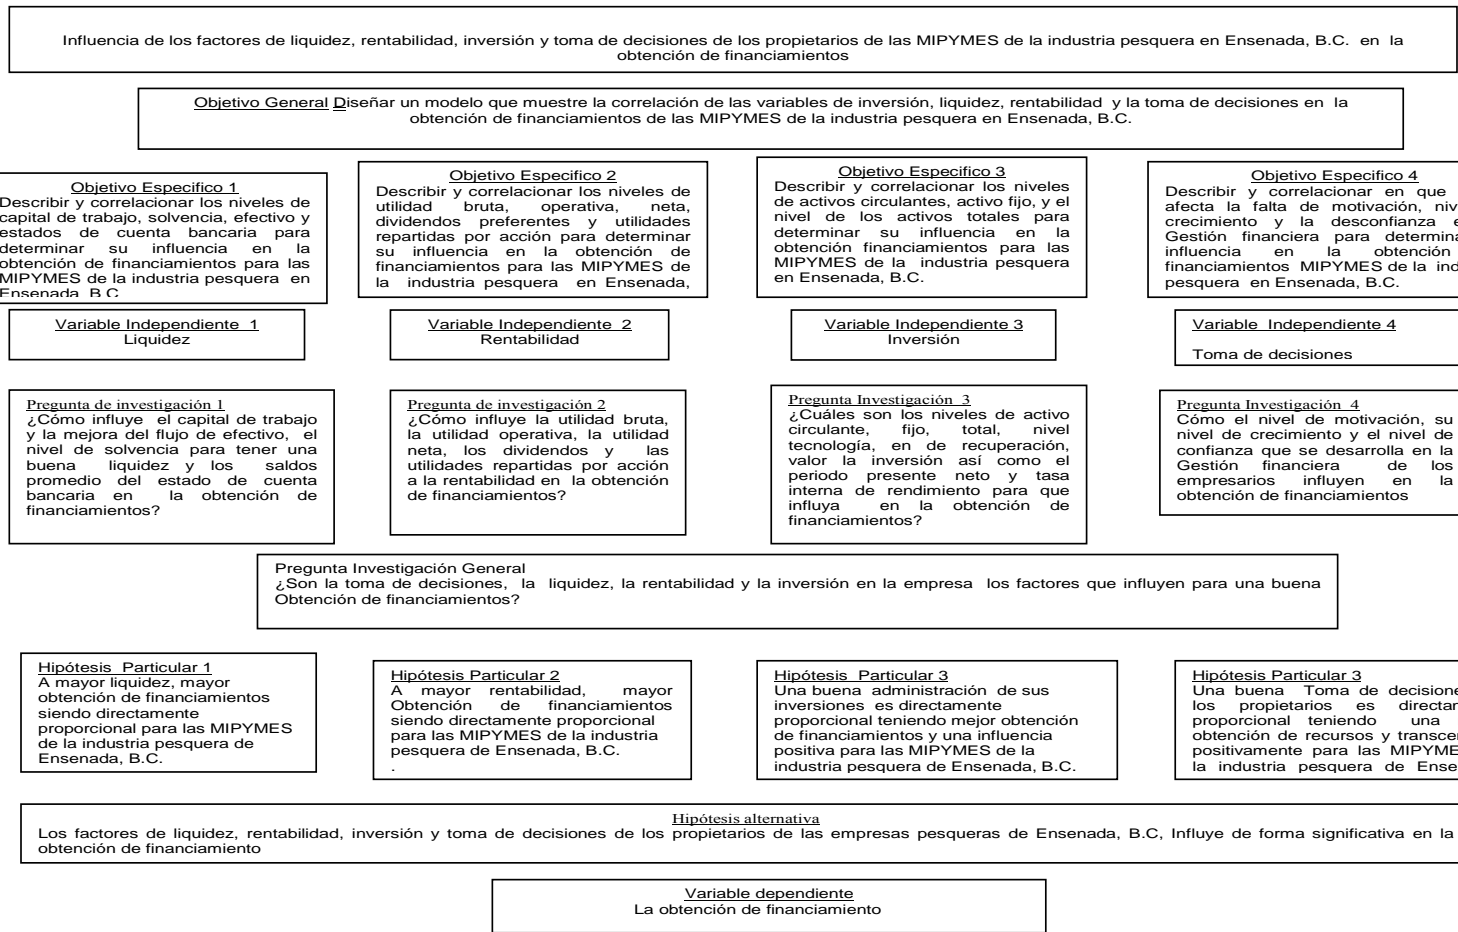 Influencia de los factores de liquidez, rentabilidad, inversión y toma de decisiones de los propietarios de las MIPYMES de la industria pesquera en Ensenada, B.C. en la
obtención de financiamientos
Objetivo General Diseñar un modelo que muestre la correlación de las variables de inversión, liquidez, rentabilidad y la toma de decisiones en la
obtención de financiamientos de las MIPYMES de la industria pesquera en Ensenada, B.C.
Objetivo Especifico 1
Describir y correlacionar los niveles de
capital de trabajo, solvencia, efectivo y
estados de cuenta bancaria para
determinar su influencia en la
obtención de financiamientos para las
MIPYMES de la industria pesquera en
Ensenada B C
Objetivo Especifico 2
Describir y correlacionar los niveles de
utilidad bruta, operativa, neta,
dividendos preferentes y utilidades
repartidas por acción para determinar
su influencia en la obtención de
financiamientos para las MIPYMES de
la industria pesquera en Ensenada,
Objetivo Especifico 3
Describir y correlacionar los niveles
de activos circulantes, activo fijo, y el
nivel de los activos totales para
determinar su influencia en la
obtención financiamientos para las
MIPYMES de la industria pesquera
en Ensenada, B.C.
Objetivo Especifico 4
Describir y correlacionar en que
afecta la falta de motivación, niv
crecimiento y la desconfianza e
Gestión financiera para determina
influencia en la obtención
financiamientos MIPYMES de la ind
pesquera en Ensenada, B.C.
Variable Independiente 1
Liquidez
Variable Independiente 2
Rentabilidad
Variable Independiente 3
Inversión
Variable Independiente 4
Toma de decisiones
Pregunta de investigación 1
¿Cómo influye el capital de trabajo
y la mejora del flujo de efectivo, el
nivel de solvencia para tener una
buena liquidez y los saldos
promedio del estado de cuenta
bancaria en la obtención de
financiamientos?
Pregunta de investigación 2
¿Cómo influye la utilidad bruta,
la utilidad operativa, la utilidad
neta, los dividendos y las
utilidades repartidas por acción
a la rentabilidad en la obtención
de financiamientos?
Pregunta Investigación 3
¿Cuáles son los niveles de activo
circulante, fijo, total, nivel
tecnología, en de recuperación,
valor la inversión así como el
periodo presente neto y tasa
interna de rendimiento para que
influya en la obtención de
financiamientos?
Pregunta Investigación 4
Cómo el nivel de motivación, su
nivel de crecimiento y el nivel de
confianza que se desarrolla en la
Gestión financiera de los
empresarios influyen en la
obtención de financiamientos
Pregunta Investigación General
¿Son la toma de decisiones, la liquidez, la rentabilidad y la inversión en la empresa los factores que influyen para una buena
Obtención de financiamientos?
Hipótesis Particular 1
A mayor liquidez, mayor
obtención de financiamientos
siendo directamente
proporcional para las MIPYMES
de la industria pesquera de
Ensenada, B.C.
Hipótesis Particular 2
A mayor rentabilidad, mayor
Obtención de financiamientos
siendo directamente proporcional
para las MIPYMES de la industria
pesquera de Ensenada, B.C.
.
Hipótesis Particular 3
Una buena administración de sus
inversiones es directamente
proporcional teniendo mejor obtención
de financiamientos y una influencia
positiva para las MIPYMES de la
industria pesquera de Ensenada, B.C.
Hipótesis Particular 3
Una buena Toma de decisione
los propietarios es directan
proporcional teniendo una
obtención de recursos y transcer
positivamente para las MIPYME
la industria pesquera de Ense
Hipótesis alternativa
Los factores de liquidez, rentabilidad, inversión y toma de decisiones de los propietarios de las empresas pesqueras de Ensenada, B.C, Influye de forma significativa en la
obtención de financiamiento
Variable dependiente
La obtención de financiamiento